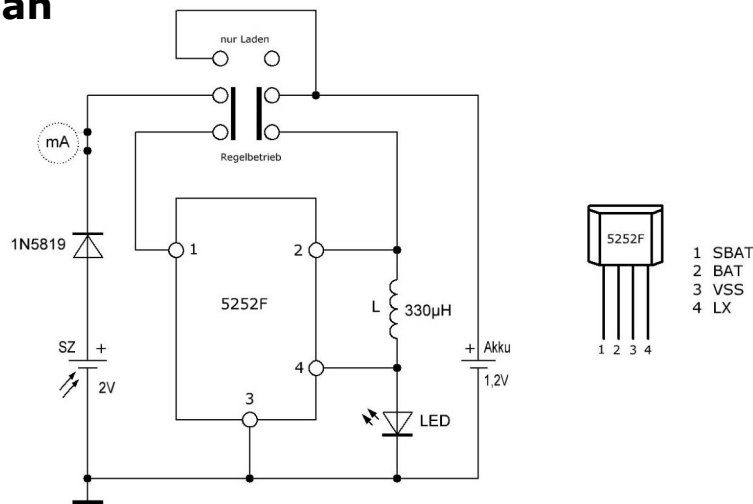 an
nur Laden
mA
Regelbetrieb
1N5819
1
2
5252F
L
330µH
SZ
+
2V
4
+ Akku
1,2V
3
LED
5252F
1 SBAT
2 BAT
3 VSS
4 LX
1 2 3 4